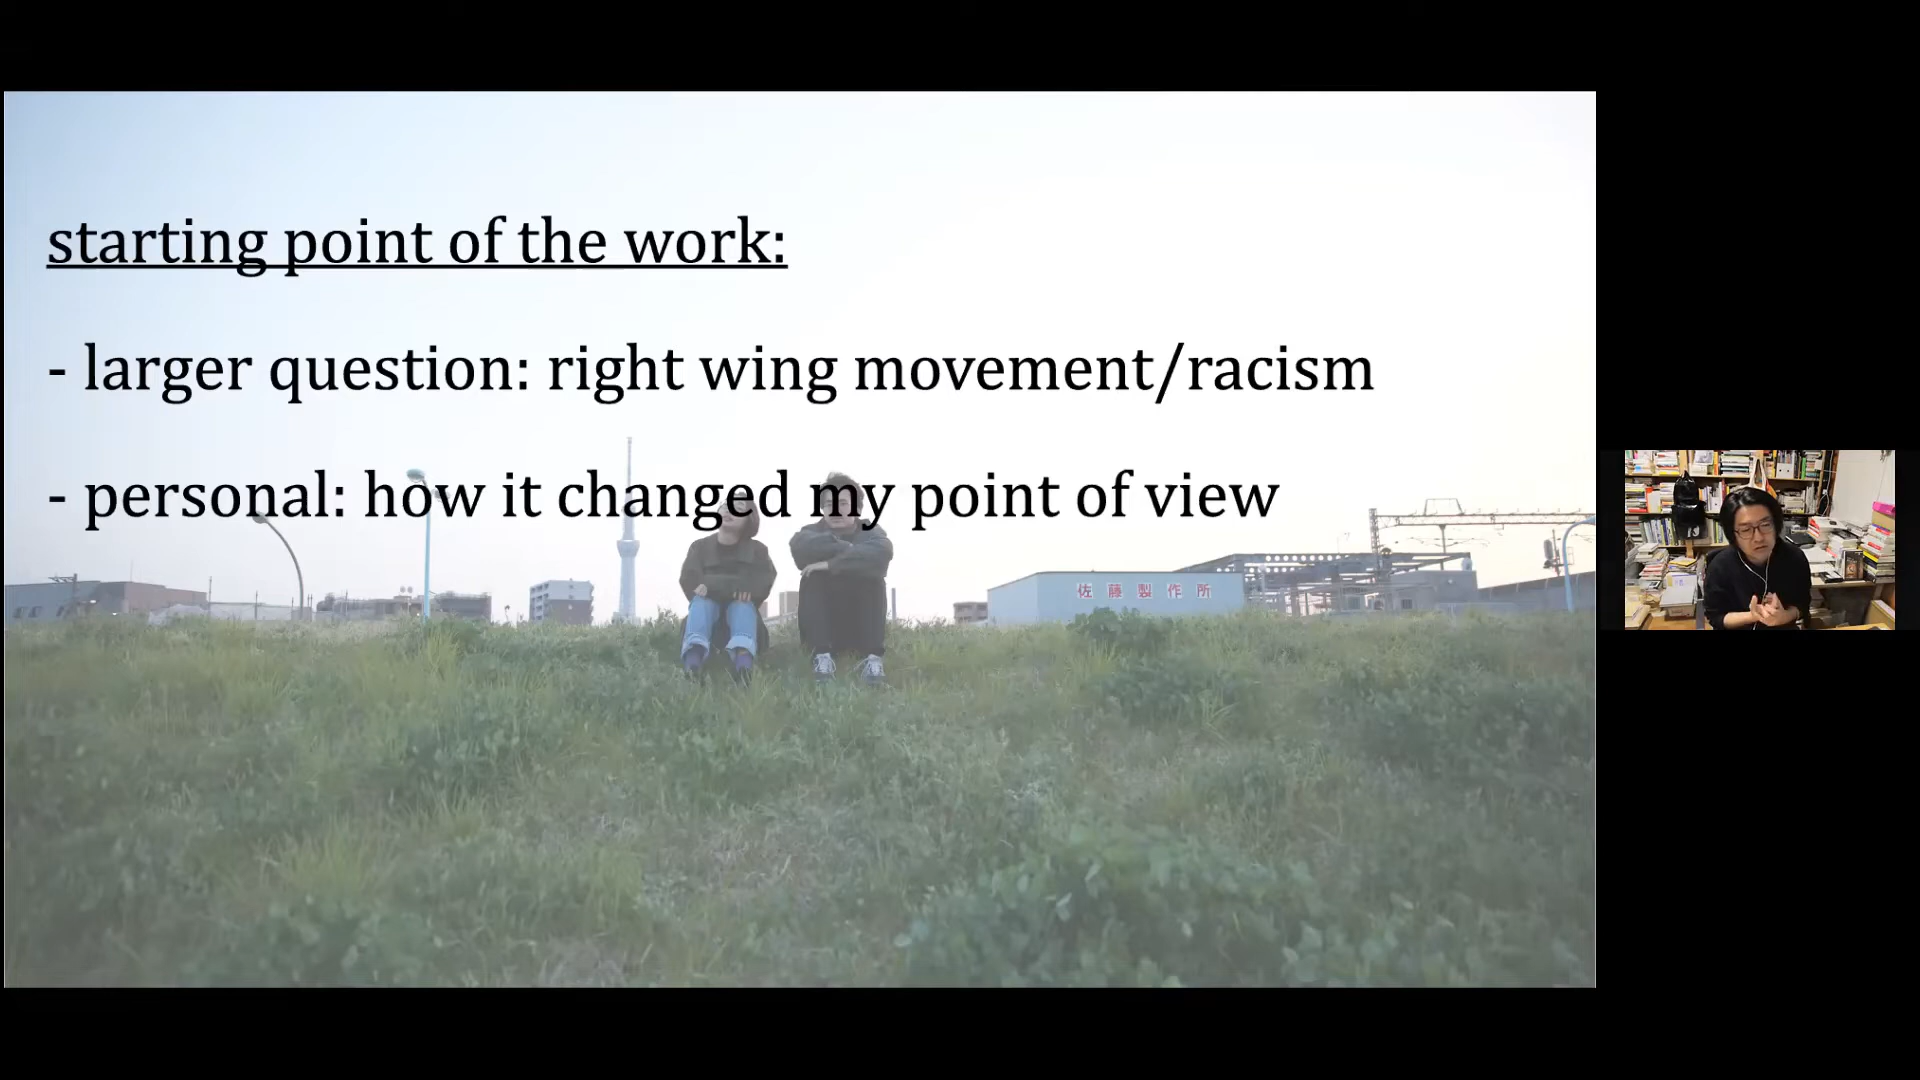 starting point of the work:
- larger question: right wing movement/racism
- personal: how it changed my point of view
佐藤製作所